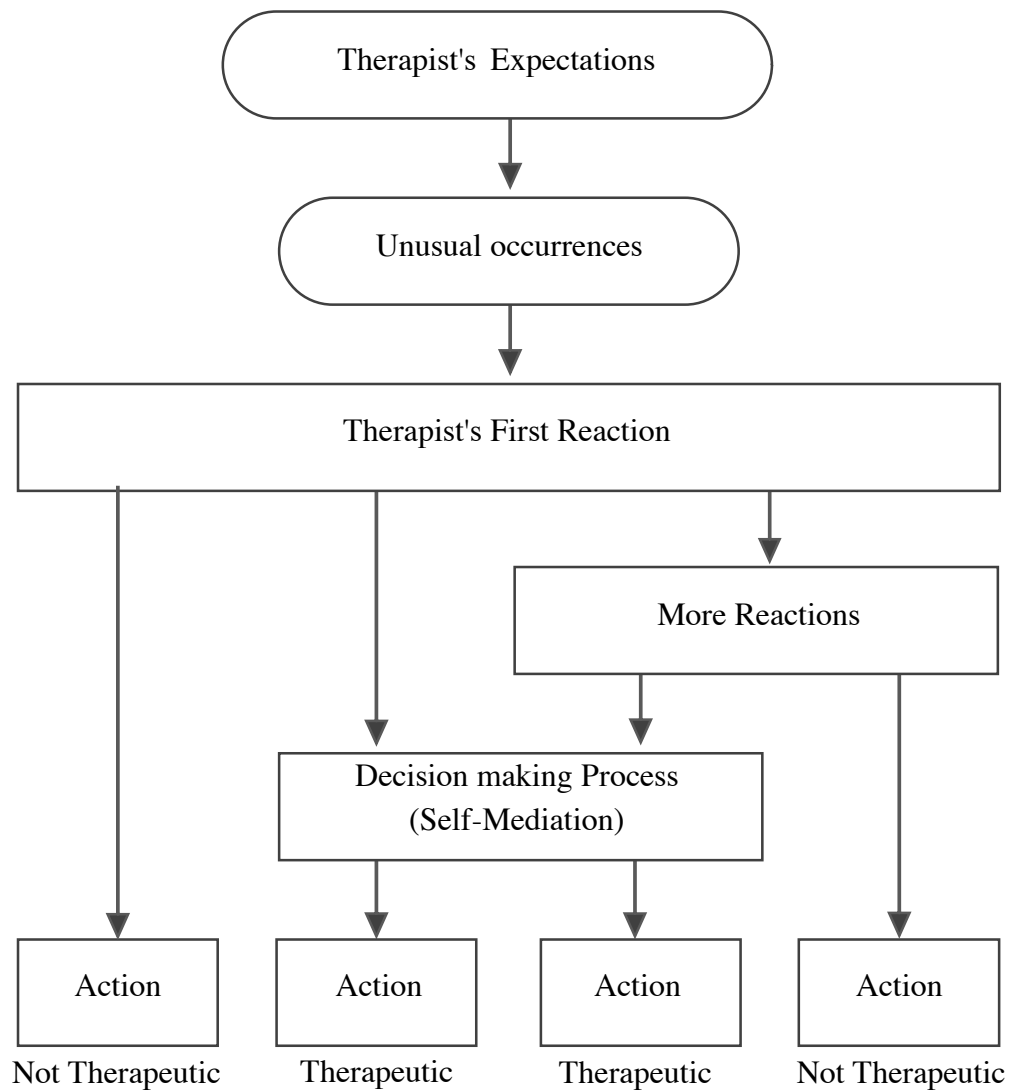 Therapist's Expectations
Unusual occurrences
Therapist's First Reaction
More Reactions
Decision making Process
(Self-Mediation)
Action
Action
Action
Action
Not Therapeutic
Therapeutic
Therapeutic
Not Therapeutic